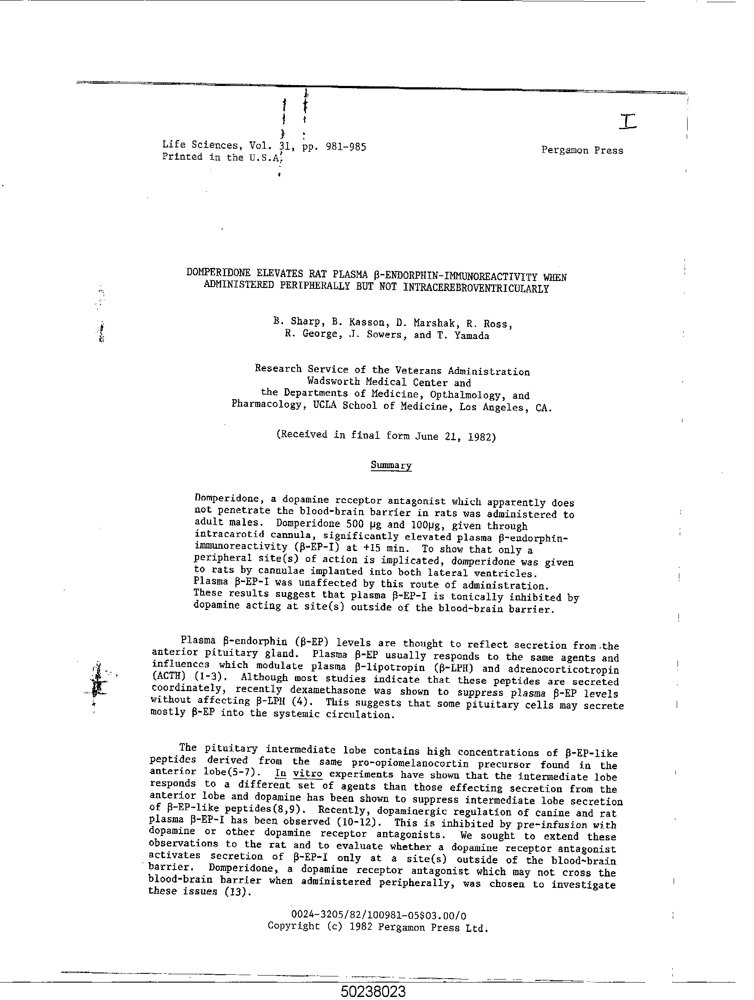 I
Life Sciences, Vol. 31, pp. 981-985
Printed in the U.S.A.
Pergamon Press
DOMPERIDONE ELEVATES RAT PLASMA β-ENDORPHIN-IMMUNOREACTIVITY WHEN
ADMINISTERED PERIPHERALLY BUT NOT INTRACEREBROVENTRICULARLY
B. Sharp, B. Kasson, D. Marshak, R. Ross,
R. George, J. Sowers, and T. Yamada
Research Service of the Veterans Administration
Wadsworth Medical Center and
the Departments of Medicine, Opthalmology, and
Pharmacology, UCLA School of Medicine, Los Angeles, CA.
(Received in final form June 21, 1982)
Summary
Domperidone, a dopamine receptor antagonist which apparently does
not penetrate the blood-brain barrier in rats was administered to
adult males. Domperidone 500 µg and 100µg, given through
intracarotid cannula, significantly elevated plasma β-endorphin-
immunoreactivity (β-EP-I) at +15 min. To show that only a
peripheral site(s) of action is implicated, domperidone was given
to rats by cannulae implanted into both lateral ventricles.
Plasma β-EP-I was unaffected by this route of administration.
These results suggest that plasma β-EP-I is tonically inhibited by
dopamine acting at site(s) outside of the blood-brain barrier.
Plasma β-endorphin (β-EP) levels are thought to reflect secretion from the
anterior pituitary gland. Plasma β-EP usually responds to the same agents and
influences which modulate plasma β-lipotropin (β-LPH) and adrenocorticotropin
(ACTH) (1-3). Although most studies indicate that these peptides are secreted
coordinately, recently dexamethasone was shown to suppress plasma β-EP levels
without affecting β-LPH (4). This suggests that some pituitary cells may secrete
mostly β-EP into the systemic circulation.
The pituitary intermediate lobe contains high concentrations of β-EP-like
peptides derived from the same pro-opiomelanocortin precursor found in the
anterior lobe(5-7). In vitro experiments have shown that the intermediate lobe
responds to a different set of agents than those effecting secretion from the
anterior lobe and dopamine has been shown to suppress intermediate lobe secretion
of β-EP-like peptides(8,9). Recently, dopaminergic regulation of canine and rat
plasma β-EP-I has been observed (10-12). This is inhibited by pre-infusion with
dopamine or other dopamine receptor antagonists. We sought to extend these
observations to the rat and to evaluate whether a dopamine receptor antagonist
activates secretion of β-EP-I only at a site(s) outside of the blood-brain
barrier. Domperidone, a dopamine receptor antagonist which may not cross the
blood-brain barrier when administered peripherally, was chosen to investigate
these issues (13).
0024-3205/82/100981-05$03.00/0
Copyright (c) 1982 Pergamon Press Ltd.
50238023